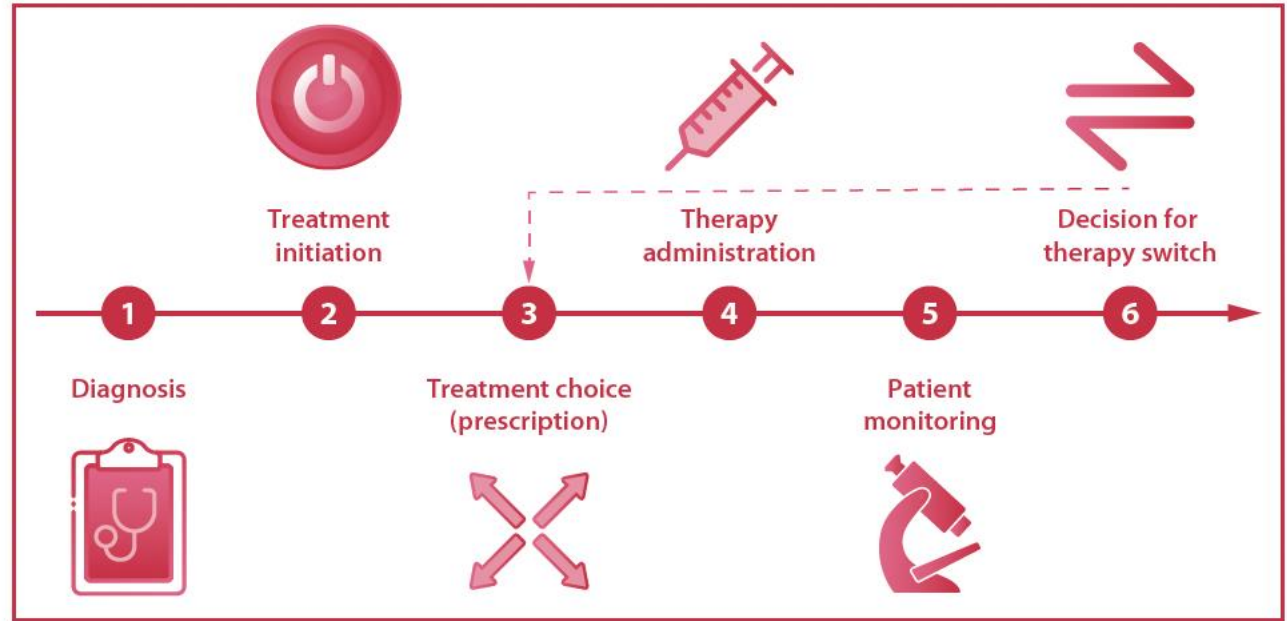 Treatment
initiation
Therapy
administration
Decision for
therapy switch
1
2
3
4
5
6
Diagnosis
Treatment choice
(prescription)
Patient
monitoring